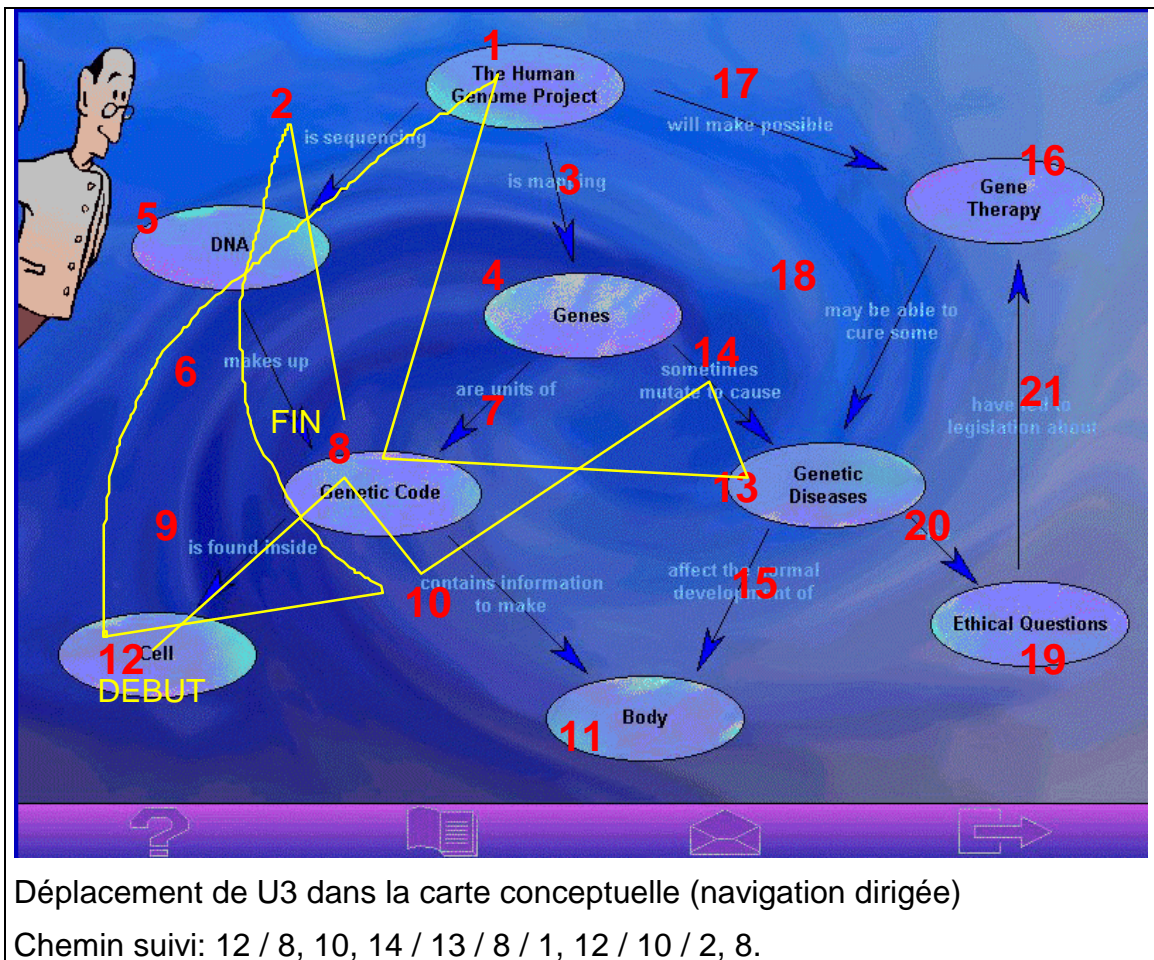 1
The Human
Genome Project
17
will make possible
2
is sequencing
is mapping
3
16
Gene
Therapy
5
DNA
4
Genes
18
may be able to
cure some
6
makes up
14
sometimes
mutate to cause
are units of
7
21
have led to
legislation about
FIN
8
Genetic Code
13
Genetic
Diseases
9
is found inside
20
10
contains information
to make
affect the normal
development of
15
Ethical Questions
19
12
Cell
DEBUT
11
Body
?
Déplacement de U3 dans la carte conceptuelle (navigation dirigée)
Chemin suivi: 12 / 8, 10, 14 / 13 / 8 / 1, 12 / 10 / 2, 8.